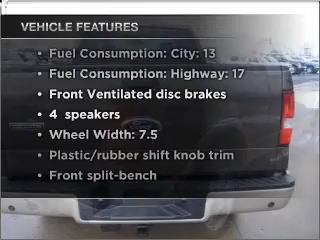 VEHICLE FEATURES
• Fuel Consumption: City: 13
• Fuel Consumption: Highway: 17
• Front Ventilated disc brakes
• 4 speakers
• Wheel Width: 7.5
• Plastic/rubber shift knob trim
• Front split-bench